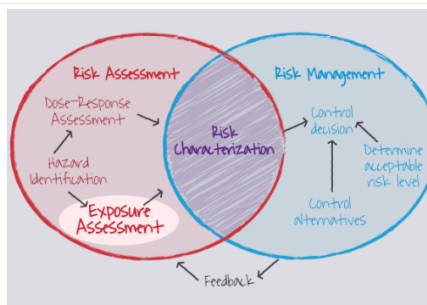 Risk Assessment
Dose-Response
Assessment
Hazard
Identification
Exposure
Assessment
Risk
Characterization
Risk Management
Control
decision
Determine
acceptable
risk level
Control
alternatives
Feedback